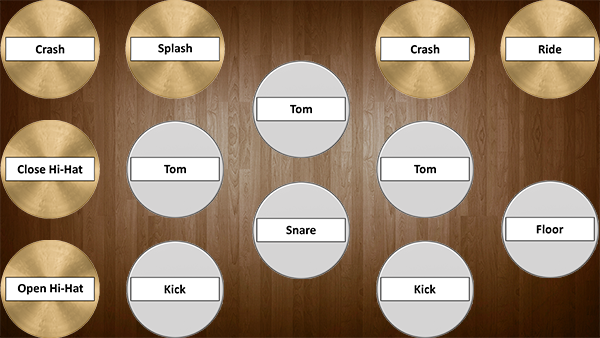 Crash
Splash
Crash
Ride
Tom
Close Hi-Hat
Tom
Tom
Snare
Floor
Open Hi-Hat
Kick
Kick